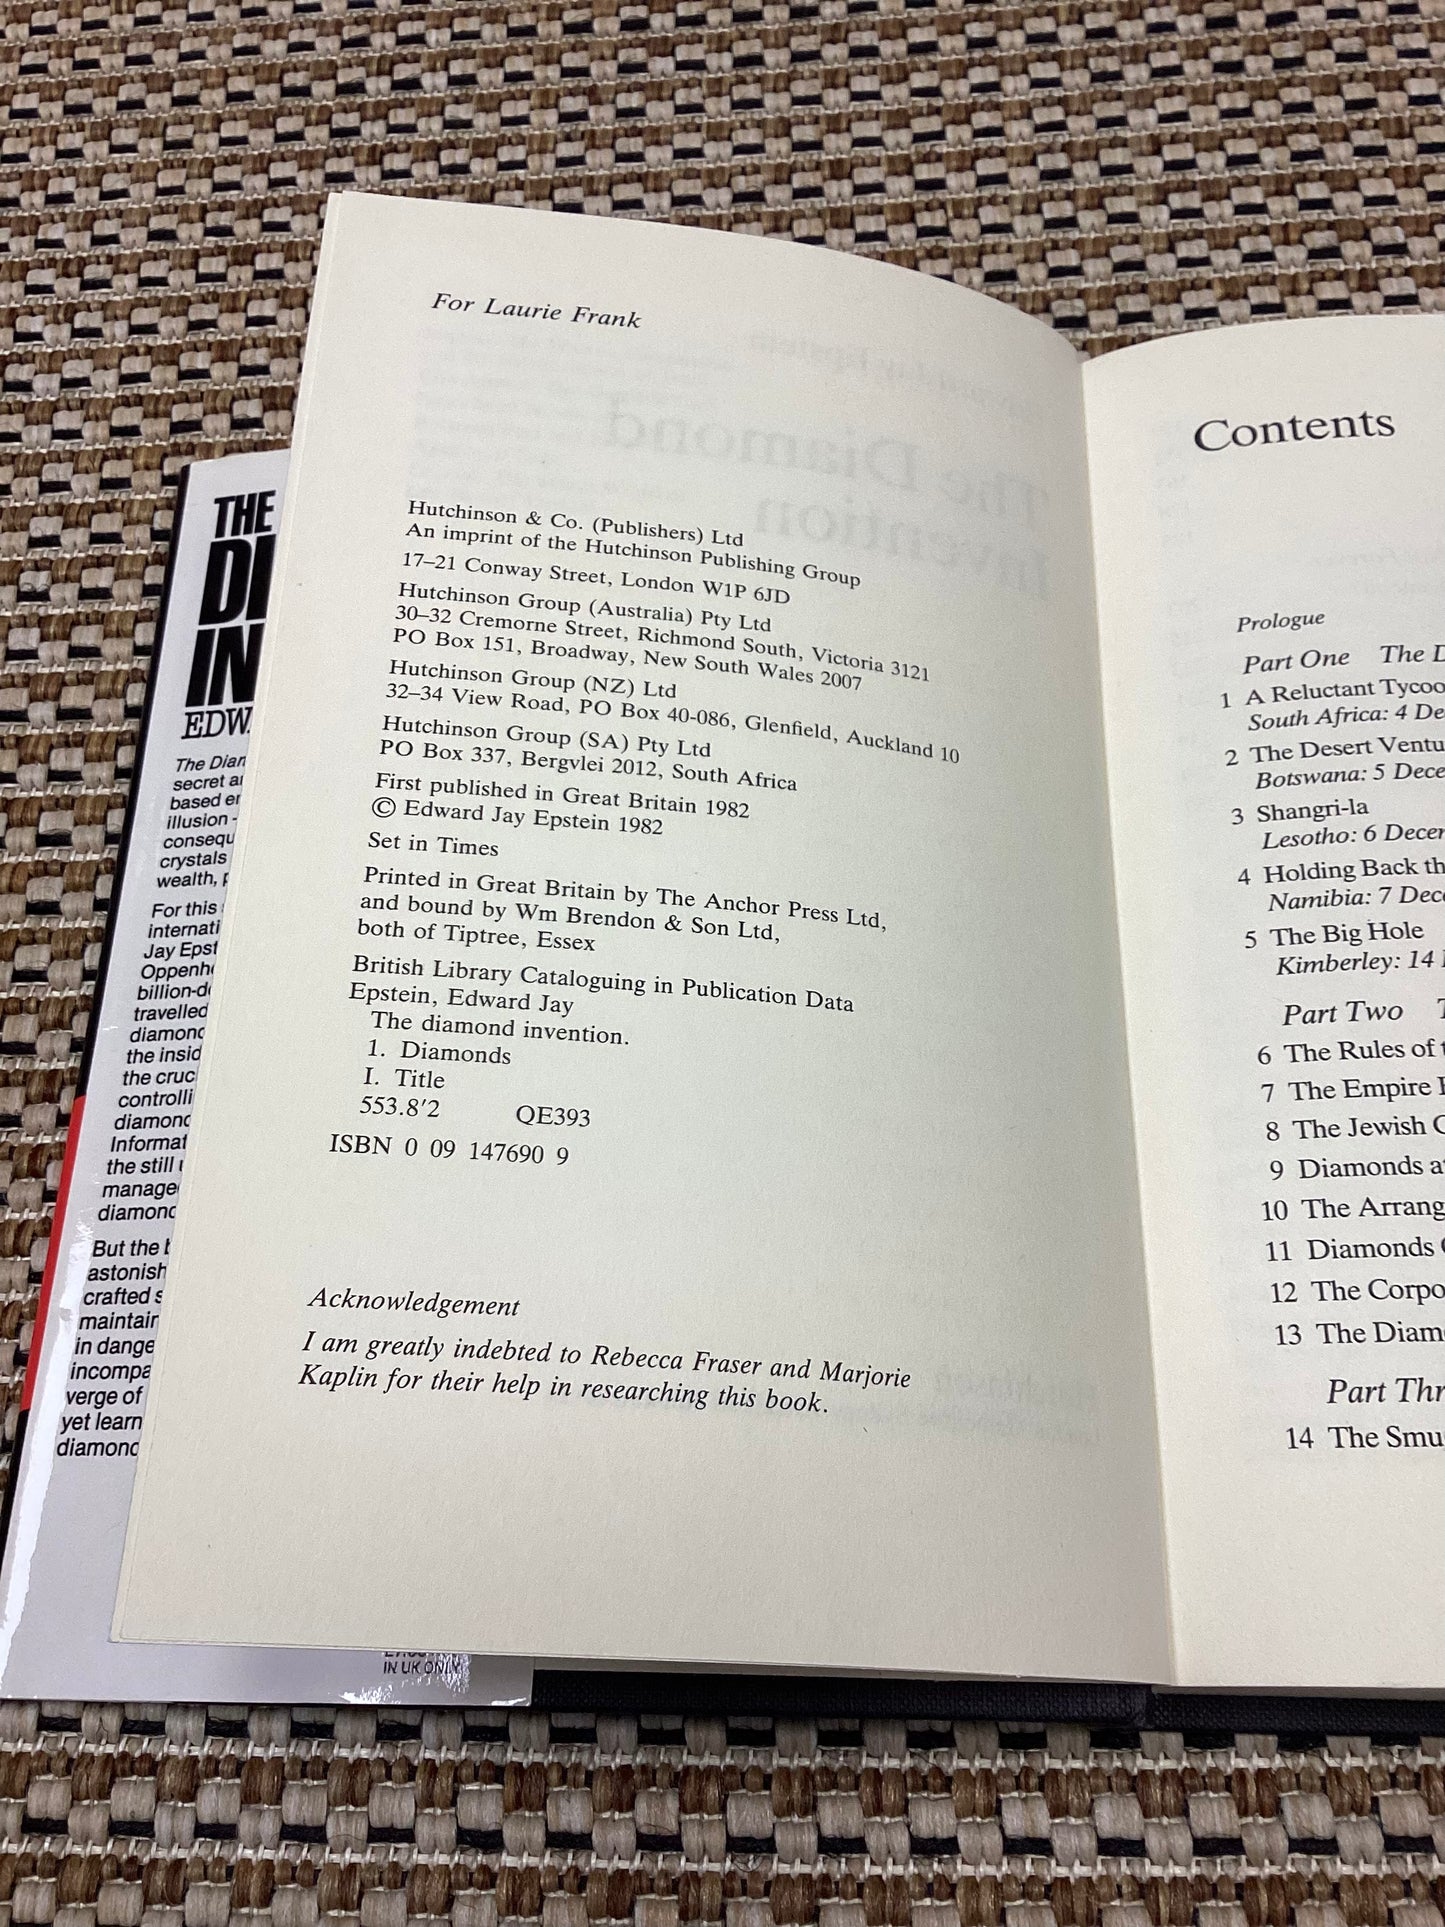 For Laurie Frank
Hutchinson & Co. (Publishers) Ltd
An imprint of the Hutchinson Publishing Group
17–21 Conway Street, London W1P 6JD
Hutchinson Group (Australia) Pty Ltd
30–32 Cremorne Street, Richmond South, Victoria 3121
PO Box 151, Broadway, New South Wales 2007
Hutchinson Group (NZ) Ltd
32–34 View Road, PO Box 40-086, Glenfield, Auckland 10
Hutchinson Group (SA) Pty Ltd
PO Box 337, Bergvlei 2012, South Africa
First published in Great Britain 1982
© Edward Jay Epstein 1982
Set in Times
Printed in Great Britain by The Anchor Press Ltd,
and bound by Wm Brendon & Son Ltd,
both of Tiptree, Essex
British Library Cataloguing in Publication Data
Epstein, Edward Jay
The diamond invention.
1. Diamonds
I. Title
553.8'2 QE393
ISBN 0 09 147690 9
Acknowledgement
I am greatly indebted to Rebecca Fraser and Marjorie
Kaplin for their help in researching this book.
Contents
Prologue
Part One The
1 A Reluctant
South Africa: 4
2 The Desert
Botswana: 5
3 Shangri-la
Lesotho: 6
4 Holding Back
Namibia: 7
5 The Big Hole
Kimberley: 14
Part Two
6 The Rules of
7 The Empire
8 The Jewish
9 Diamonds
10 The
11 Diamonds
12 The
13 The
Part
14 The
THE
The
secret
based
illusion
crystals
wealth,
For this
Jay
travelled
the
the
the still
But the
crafted
in
verge of
yet learn
IN UK ONLY